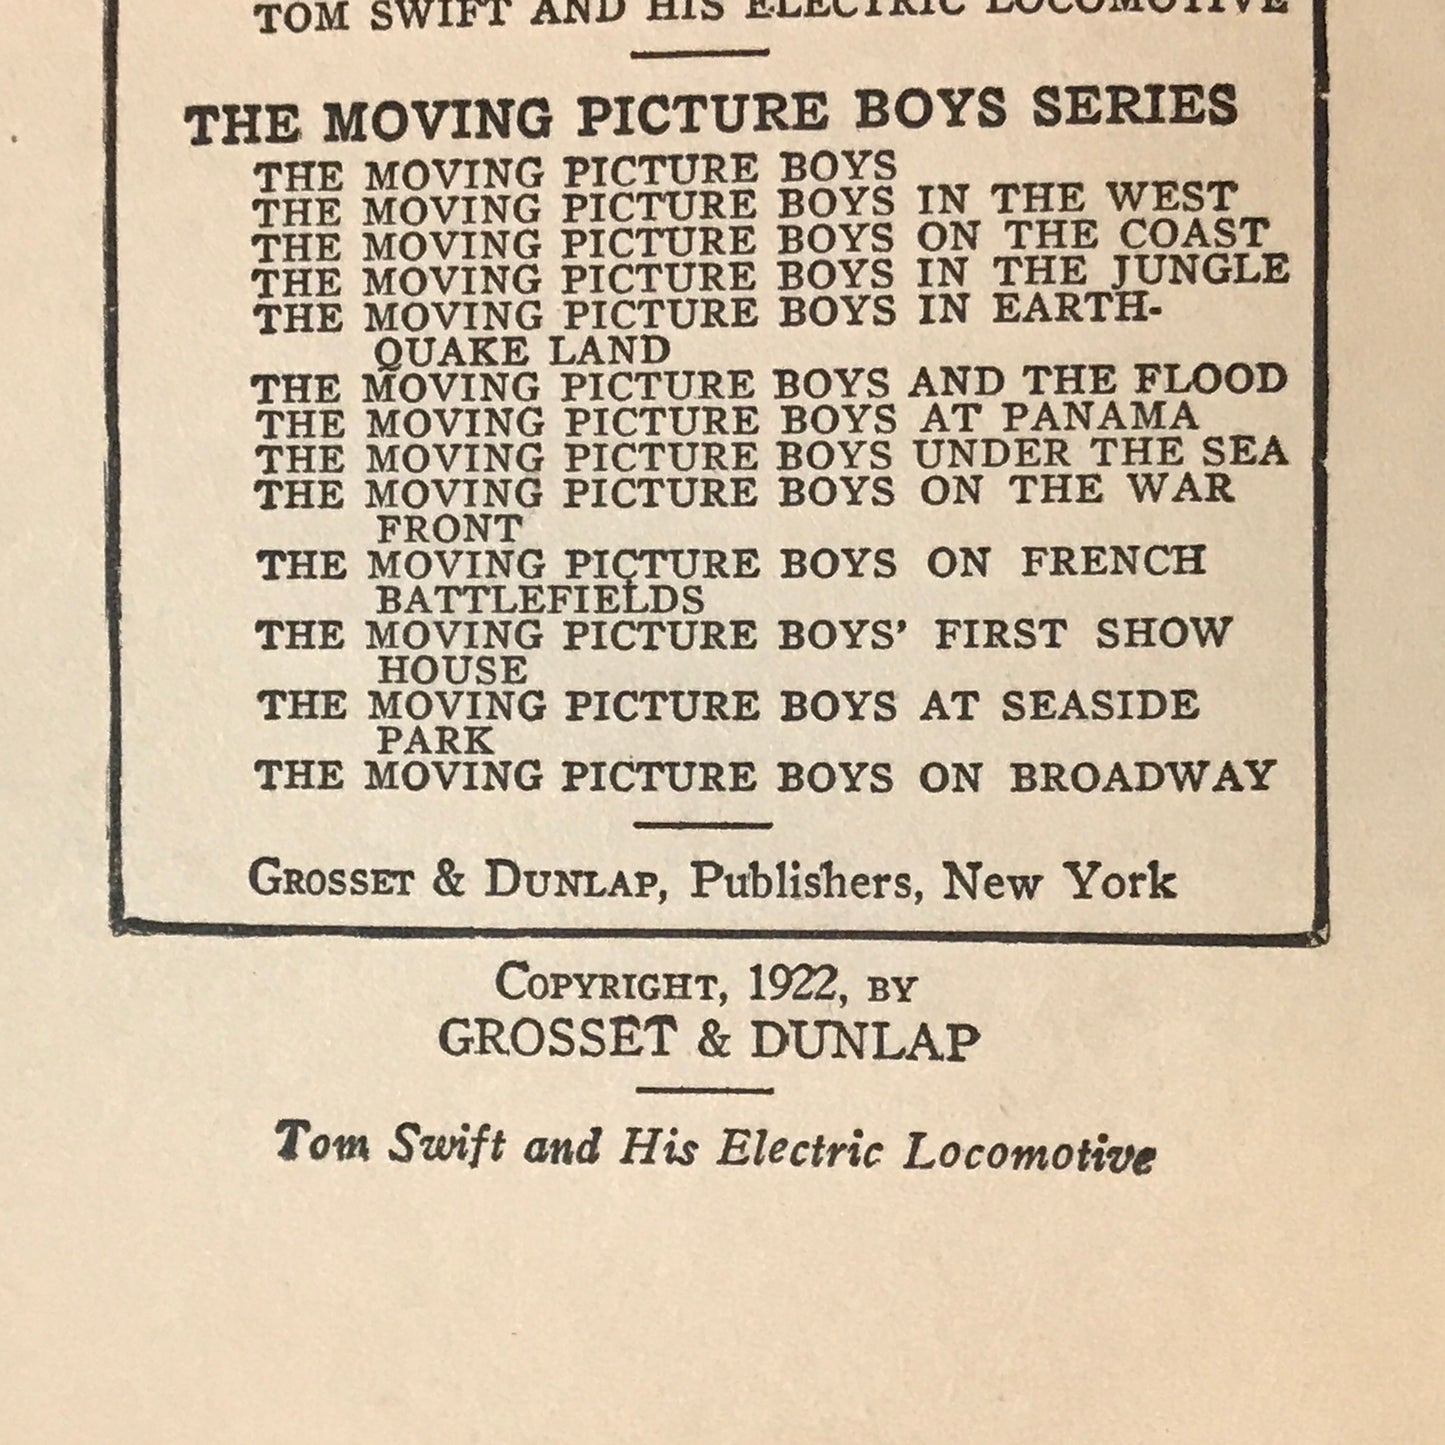 TOM SWIFT AND HIS ELECTRIC LOCOMOTIVE
THE MOVING PICTURE BOYS SERIES
THE MOVING PICTURE BOYS
THE MOVING PICTURE BOYS IN THE WEST
THE MOVING PICTURE BOYS ON THE COAST
THE MOVING PICTURE BOYS IN THE JUNGLE
THE MOVING PICTURE BOYS IN EARTH-
QUAKE LAND
THE MOVING PICTURE BOYS AND THE FLOOD
THE MOVING PICTURE BOYS AT PANAMA
THE MOVING PICTURE BOYS UNDER THE SEA
THE MOVING PICTURE BOYS ON THE WAR
FRONT
THE MOVING PICTURE BOYS ON FRENCH
BATTLEFIELDS
THE MOVING PICTURE BOYS' FIRST SHOW
HOUSE
THE MOVING PICTURE BOYS AT SEASIDE
PARK
THE MOVING PICTURE BOYS ON BROADWAY
GROSSET & DUNLAP, Publishers, New York
COPYRIGHT, 1922, BY
GROSSET & DUNLAP
Tom Swift and His Electric Locomotive